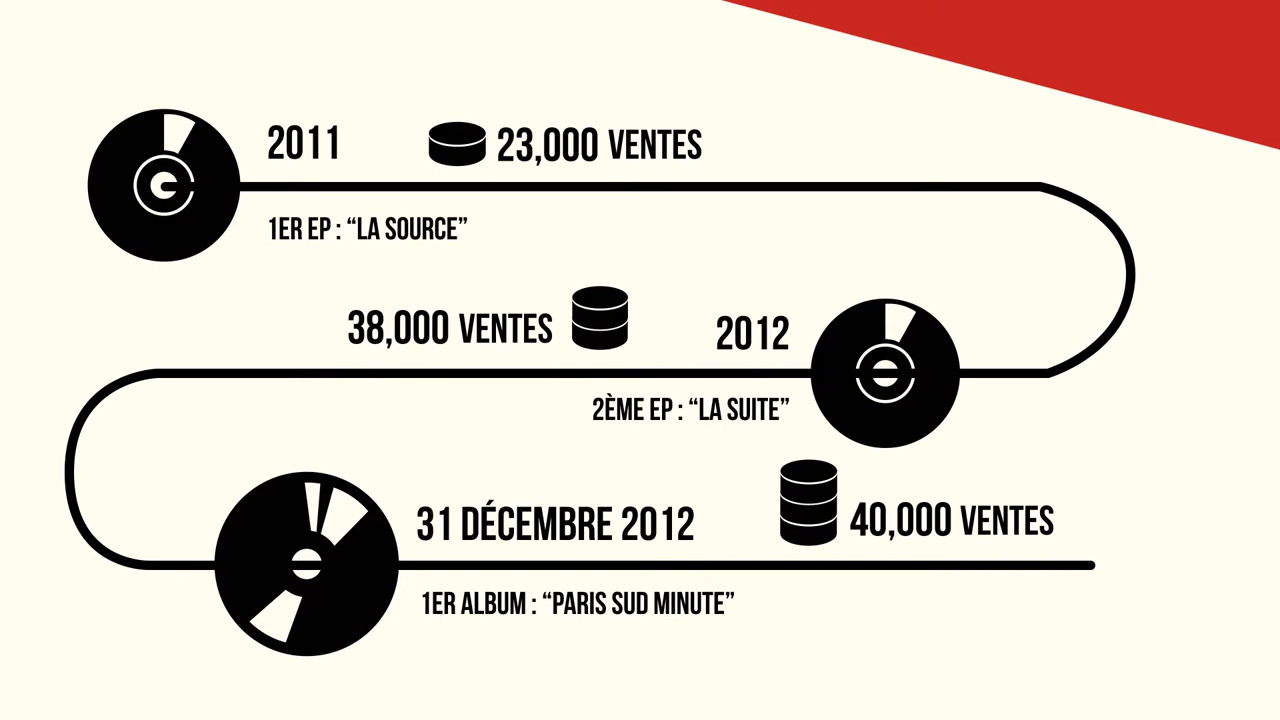 2011
23,000 VENTES
1ER EP : “LA SOURCE”
38,000 VENTES
2012
2ÈME EP : “LA SUITE”
31 DÉCEMBRE 2012
40,000 VENTES
1ER ALBUM : “PARIS SUD MINUTE”